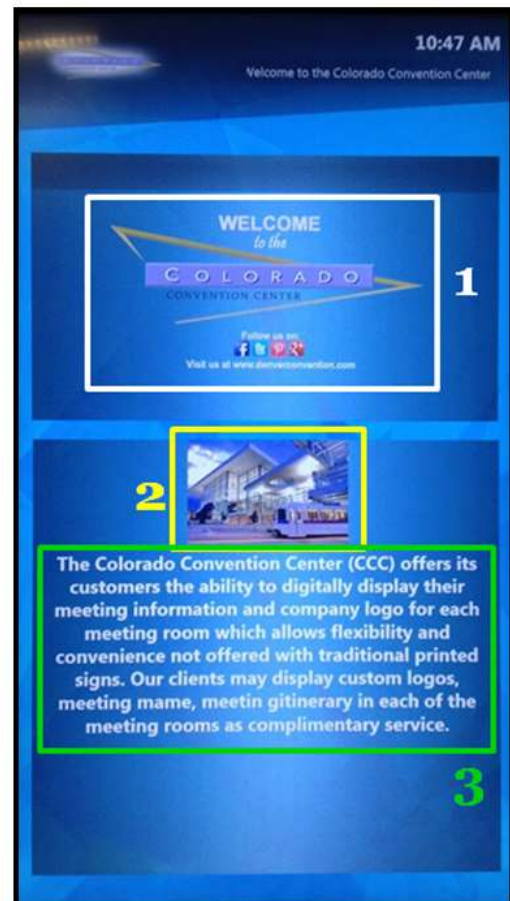 10:47 AM
Welcome to the Colorado Convention Center
WELCOME
to the
COLORADO
CONVENTION CENTER
Follow us on:
Visit us at www.denverconvention.com
1
2
The Colorado Convention Center (CCC) offers its
customers the ability to digitally display their
meeting information and company logo for each
meeting room which allows flexibility and
convenience not offered with traditional printed
signs. Our clients may display custom logos,
meeting mame, meetin gitinerary in each of the
meeting rooms as complimentary service.
3